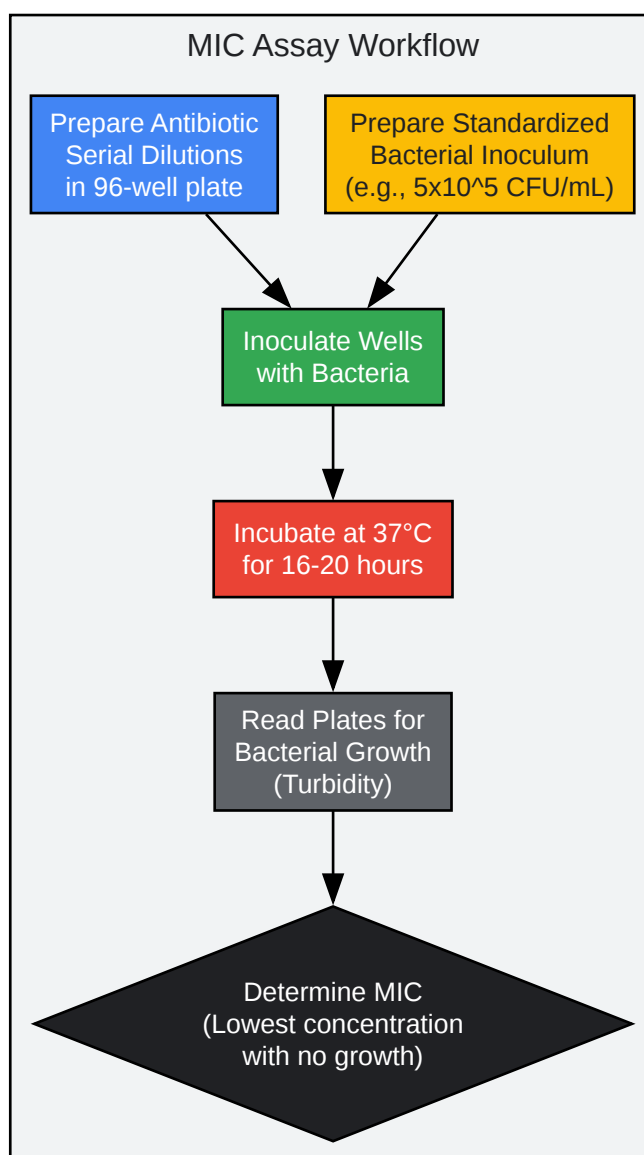 MIC Assay Workflow
Prepare Antibiotic
Serial Dilutions
in 96-well plate
Prepare Standardized
Bacterial Inoculum
(e.g., 5x10^5 CFU/mL)
Inoculate Wells
with Bacteria
Incubate at 37°C
for 16-20 hours
Read Plates for
Bacterial Growth
(Turbidity)
Determine MIC
(Lowest concentration
with no growth)